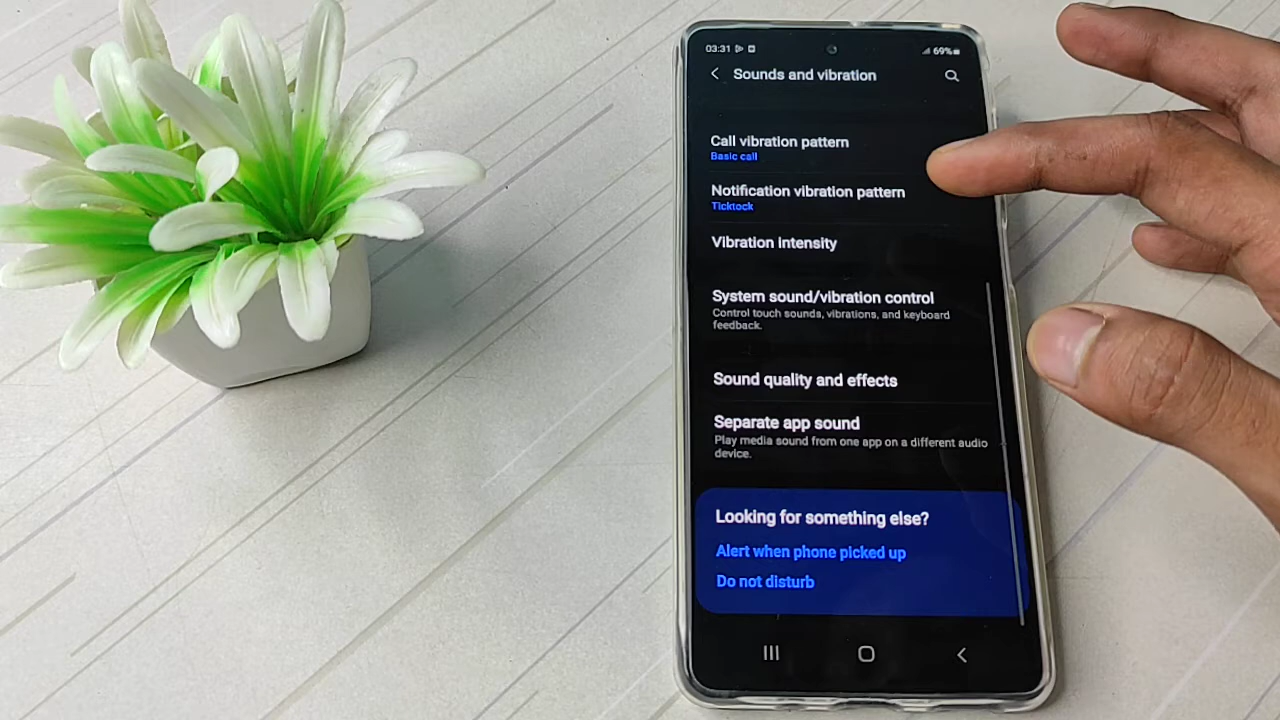 03:31
69%
Sounds and vibration
Call vibration pattern
Basic call
Notification vibration pattern
Ticktock
Vibration intensity
System sound/vibration control
Control touch sounds, vibrations, and keyboard
feedback.
Sound quality and effects
Separate app sound
Play media sound from one app on a different audio
device.
Looking for something else?
Alert when phone picked up
Do not disturb